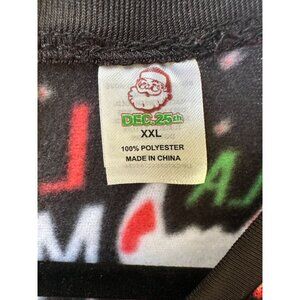 DEC. 25th
XXL
100% POLYESTER
MADE IN CHINA